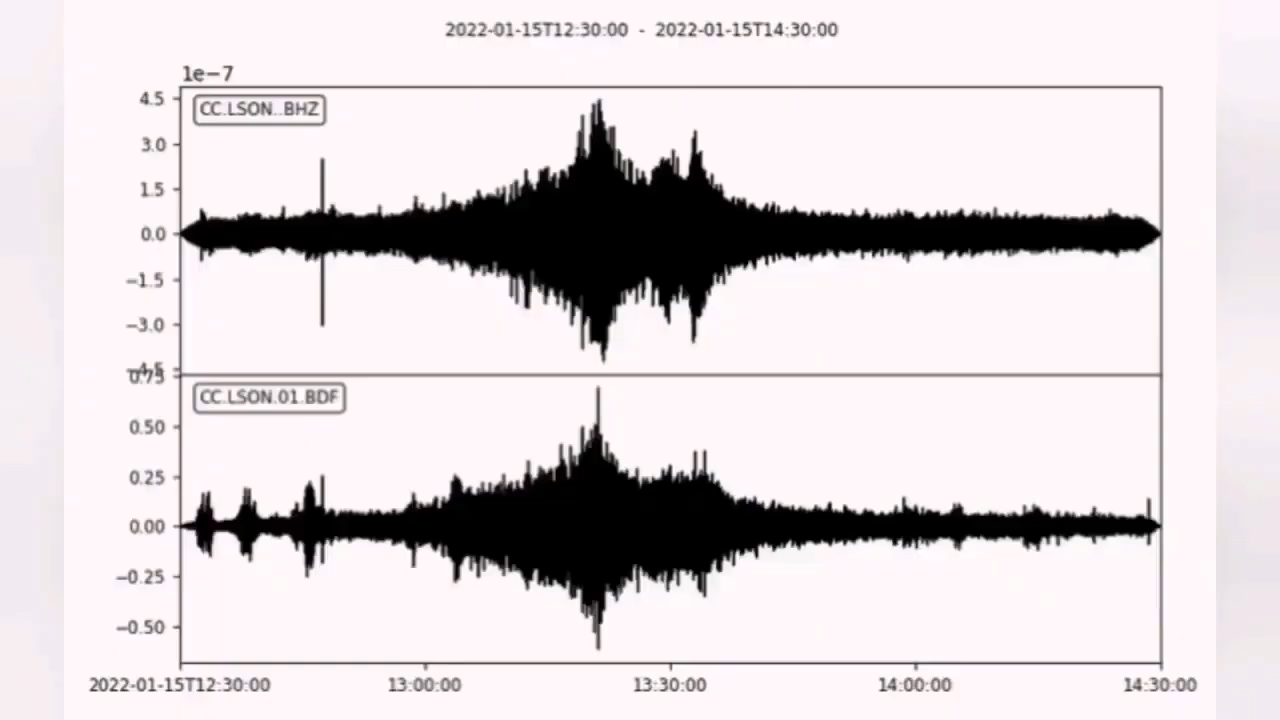 2022-01-15T12:30:00 - 2022-01-15T14:30:00
1e−7
CC.LSON..BHZ
4.5
3.0
1.5
0.0
−1.5
−3.0
−4.5
0.75
CC.LSON.01.BDF
0.50
0.25
0.00
−0.25
−0.50
2022-01-15T12:30:00 13:00:00 13:30:00 14:00:00 14:30:00